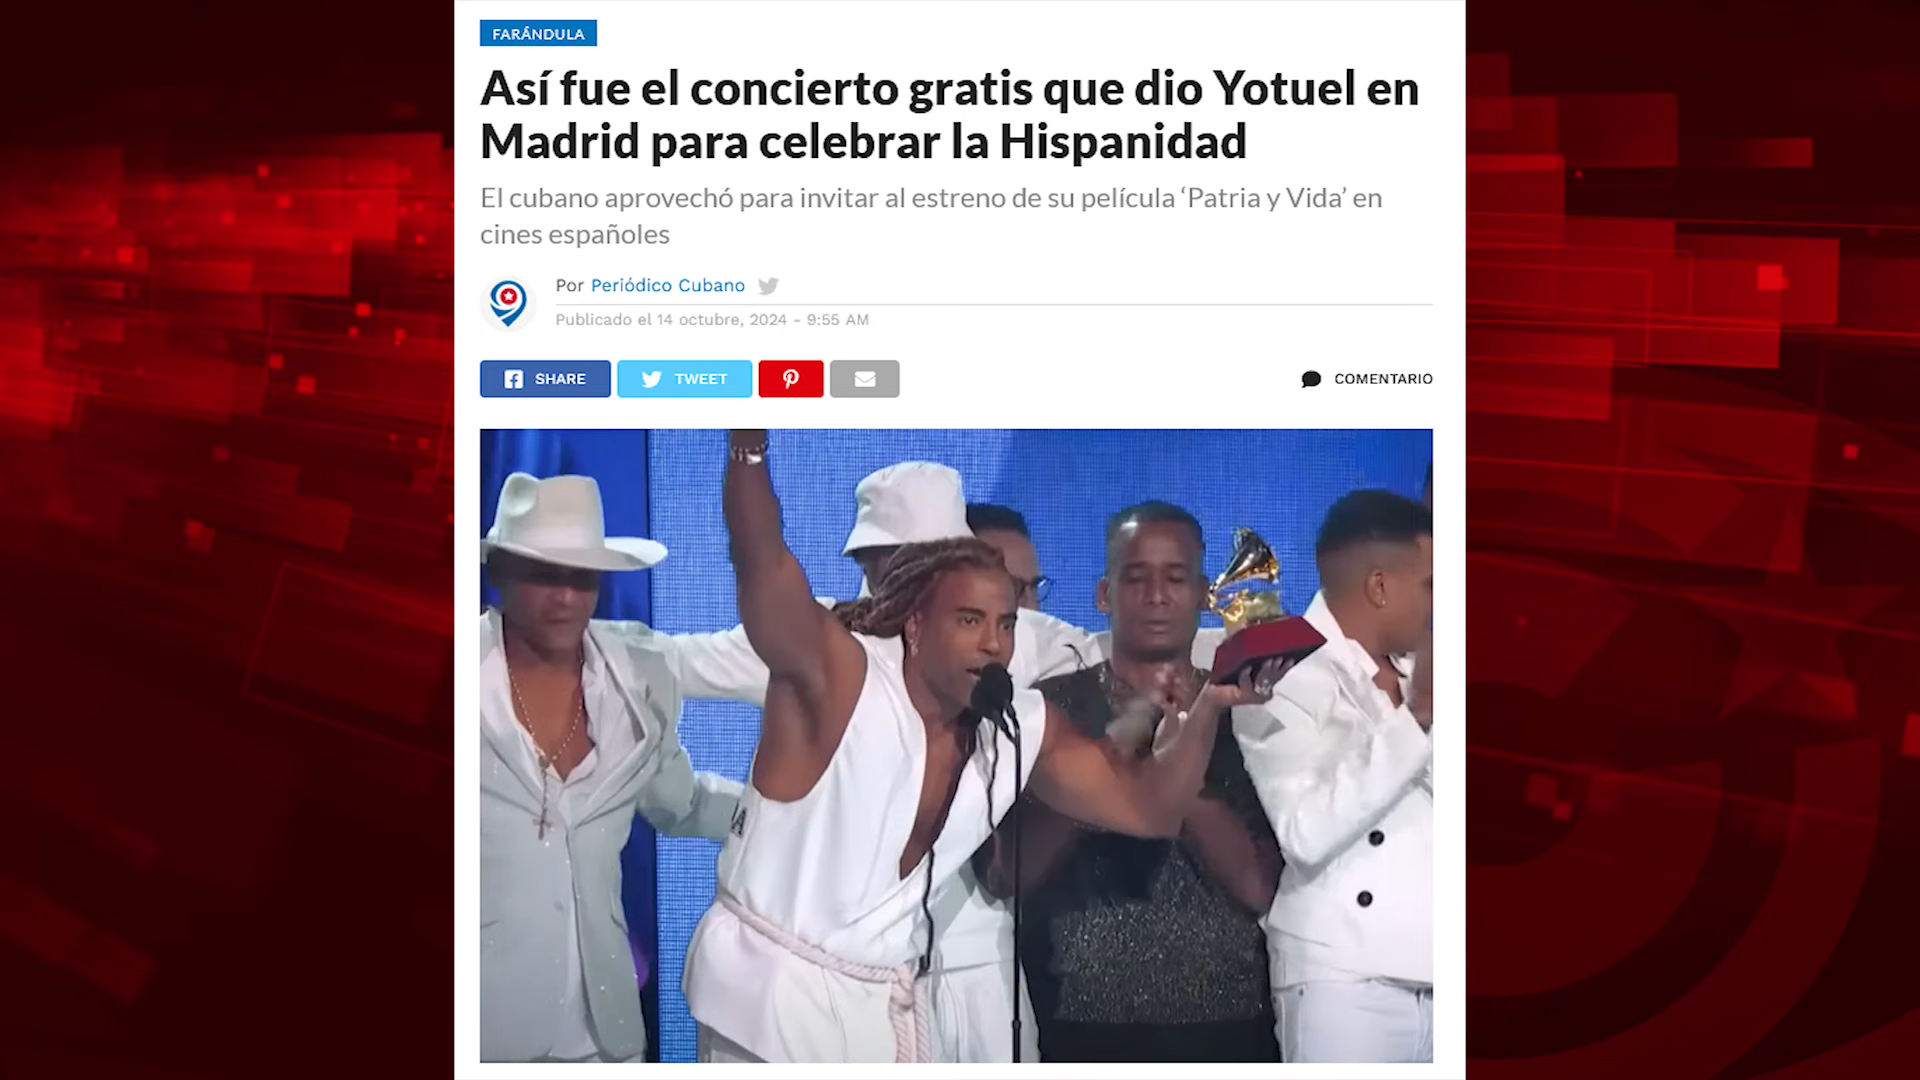 FARÁNDULA
Así fue el concierto gratis que dio Yotuel en
Madrid para celebrar la Hispanidad
El cubano aprovechó para invitar al estreno de su película ‘Patria y Vida’ en
cines españoles
Por Periódico Cubano
Publicado el 14 octubre, 2024 - 9:55 AM
SHARE
TWEET
COMENTARIO